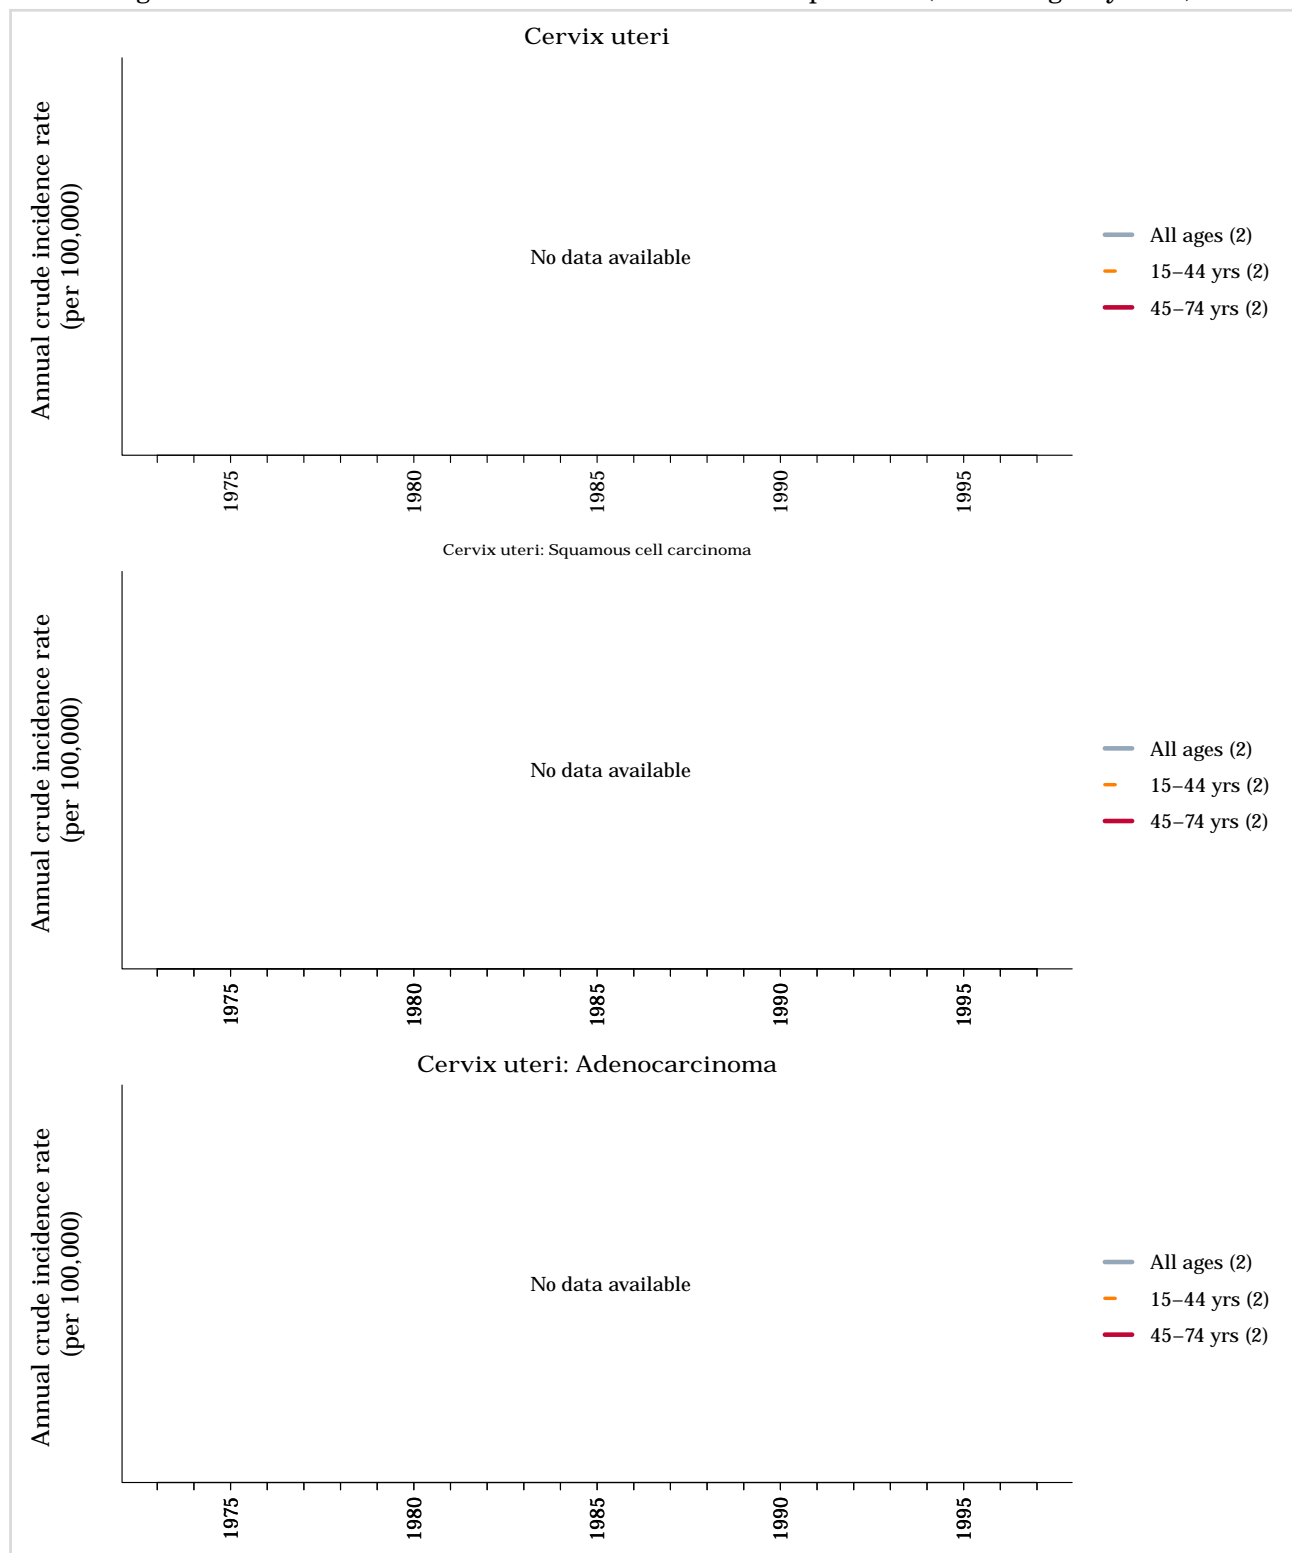 Cervix uteri
Annual crude incidence rate
(per 100,000)
No data available
All ages (2)
15–44 yrs (2)
45–74 yrs (2)
1975
1980
1985
1990
1995
Cervix uteri: Squamous cell carcinoma
Annual crude incidence rate
(per 100,000)
No data available
All ages (2)
15–44 yrs (2)
45–74 yrs (2)
1975
1980
1985
1990
1995
Cervix uteri: Adenocarcinoma
Annual crude incidence rate
(per 100,000)
No data available
All ages (2)
15–44 yrs (2)
45–74 yrs (2)
1975
1980
1985
1990
1995